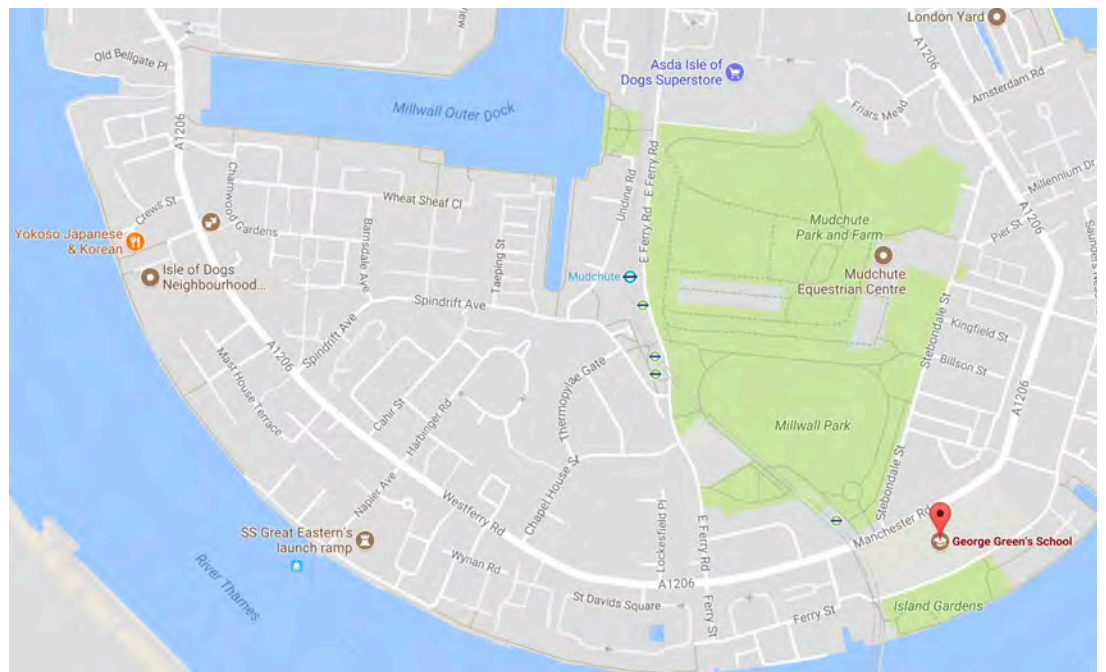 View
London Yard
Old Bellgate Pl
A1206
Asda Isle of
Dogs Superstore
Amsterdam Rd
Millwall Outer Dock
Friars Mead
A1206
E Ferry Rd
Undine Rd
Millennium Dr
Charnwood Gardens
Wheat Sheaf Cl
Crews St
Barnsdale Ave
Taeping St
E Ferry Rd
Mudchute
Park and Farm
Pier St
A1206
Yokoso Japanese
& Korean
Isle of Dogs
Neighbourhood...
Mudchute
Mudchute
Equestrian Centre
Spindrift Ave
Stebondale St
Kingfield St
Spindrift Ave
A1206
Billson St
Mast House Terrace
Thermopylae Gate
A1206
Cahir St
Harbinger Rd
Millwall Park
Chapel House St
Stebondale St
Napier Ave
Westferry Rd
Lockesfield Pl
E Ferry Rd
Manchester Rd
SS Great Eastern's
launch ramp
George Green's School
Wynan Rd
A1206
River Thames
St Davids Square
Ferry St
Ferry St
Island Gardens